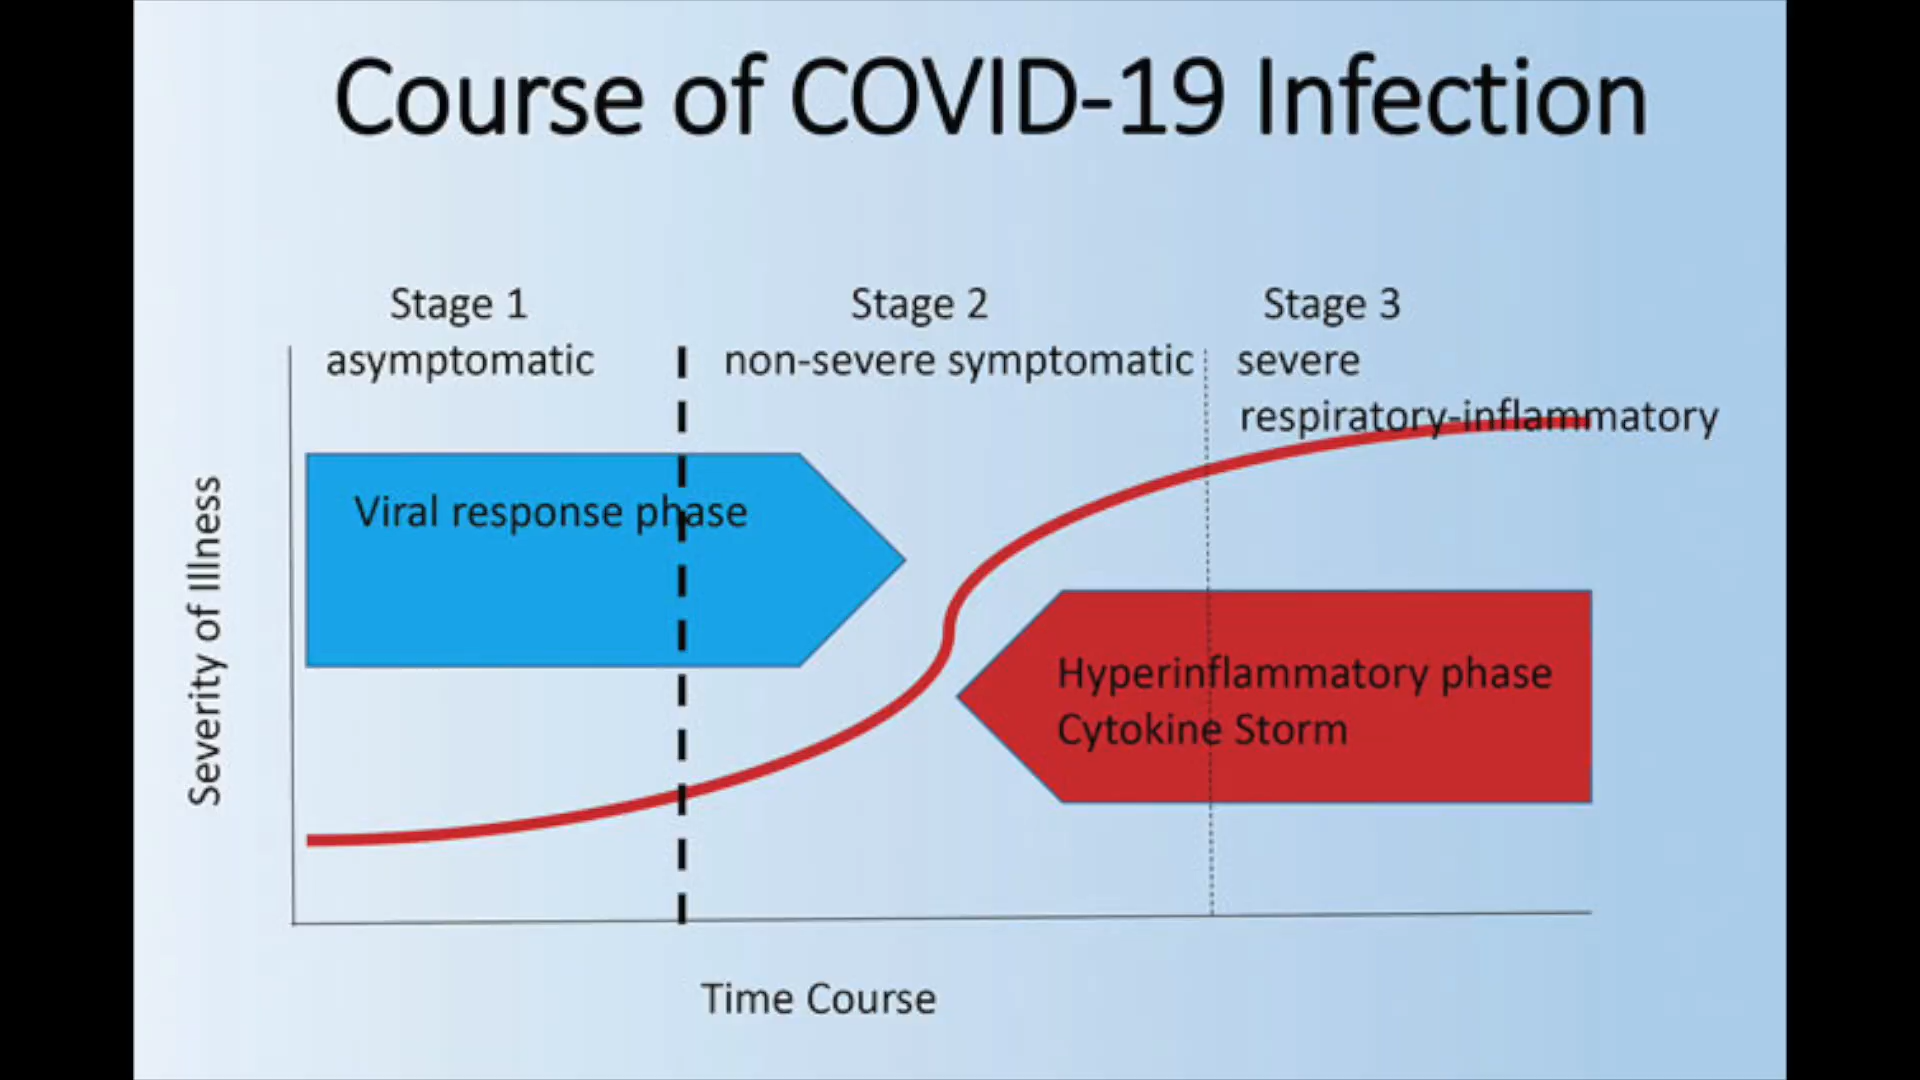 Course of COVID-19 Infection
Stage 1
asymptomatic
Stage 2
non-severe symptomatic
Stage 3
severe
respiratory-inflammatory
Viral response phase
Hyperinflammatory phase
Cytokine Storm
Severity of Illness
Time Course